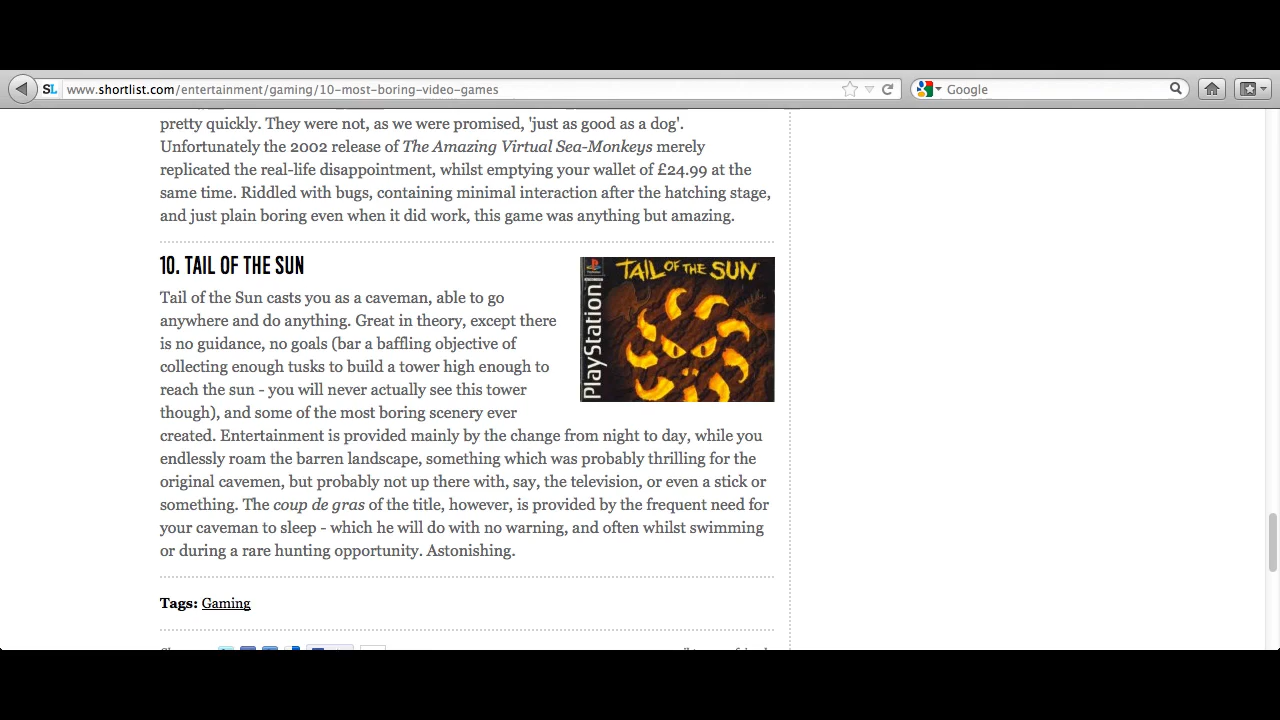 SL www.shortlist.com/entertainment/gaming/10-most-boring-video-games
Google
pretty quickly. They were not, as we were promised, 'just as good as a dog'.
Unfortunately the 2002 release of The Amazing Virtual Sea-Monkeys merely
replicated the real-life disappointment, whilst emptying your wallet of £24.99 at the
same time. Riddled with bugs, containing minimal interaction after the hatching stage,
and just plain boring even when it did work, this game was anything but amazing.
10. TAIL OF THE SUN
Tail of the Sun casts you as a caveman, able to go
anywhere and do anything. Great in theory, except there
is no guidance, no goals (bar a baffling objective of
collecting enough tusks to build a tower high enough to
reach the sun - you will never actually see this tower
though), and some of the most boring scenery ever
created. Entertainment is provided mainly by the change from night to day, while you
endlessly roam the barren landscape, something which was probably thrilling for the
original cavemen, but probably not up there with, say, the television, or even a stick or
something. The coup de gras of the title, however, is provided by the frequent need for
your caveman to sleep - which he will do with no warning, and often whilst swimming
or during a rare hunting opportunity. Astonishing.
TAIL OF THE SUN
PlayStation
Tags: Gaming